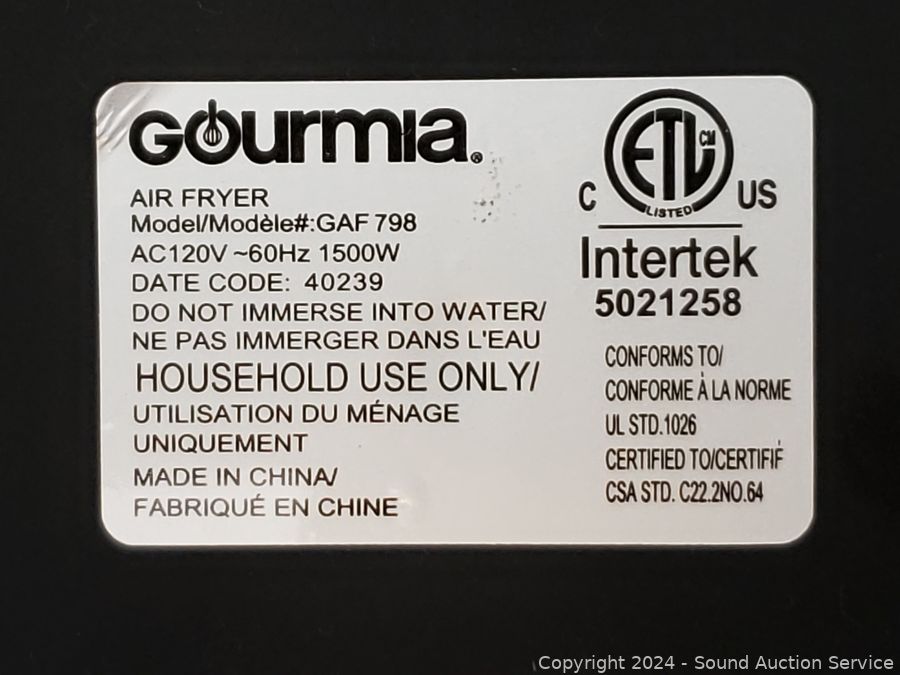 Gourmia®
AIR FRYER
Model/Modèle#:GAF 798
AC120V ~60Hz 1500W
DATE CODE: 40239
DO NOT IMMERSE INTO WATER/
NE PAS IMMERGER DANS L'EAU
HOUSEHOLD USE ONLY/
UTILISATION DU MÉNAGE
UNIQUEMENT
MADE IN CHINA/
FABRIQUÉ EN CHINE
ETL CM
C LISTED US
Intertek
5021258
CONFORMS TO/
CONFORME À LA NORME
UL STD.1026
CERTIFIED TO/CERTIFIÉ
CSA STD. C22.2NO.64
Copyright 2024 - Sound Auction Service